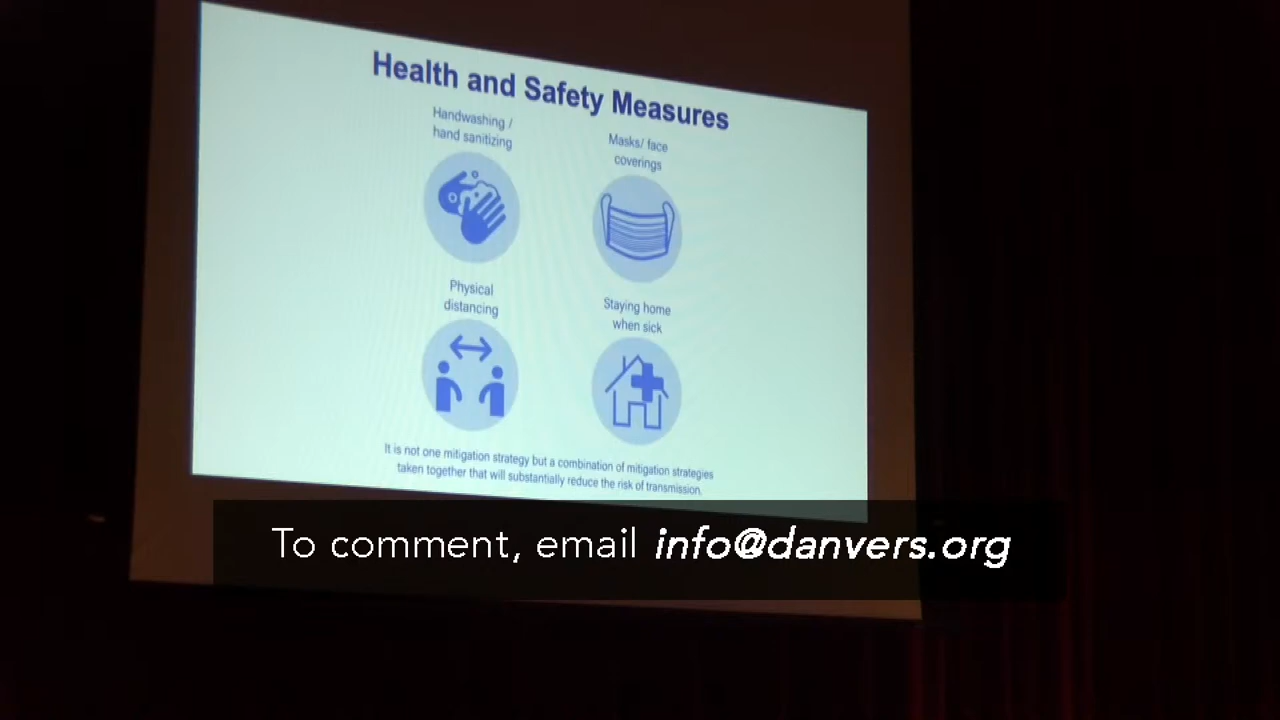 Health and Safety Measures
Handwashing /
hand sanitizing
Masks/ face
coverings
Physical
distancing
Staying home
when sick
It is not one mitigation strategy but a combination of mitigation strategies
taken together that will substantially reduce the risk of transmission.
To comment, email info@danvers.org